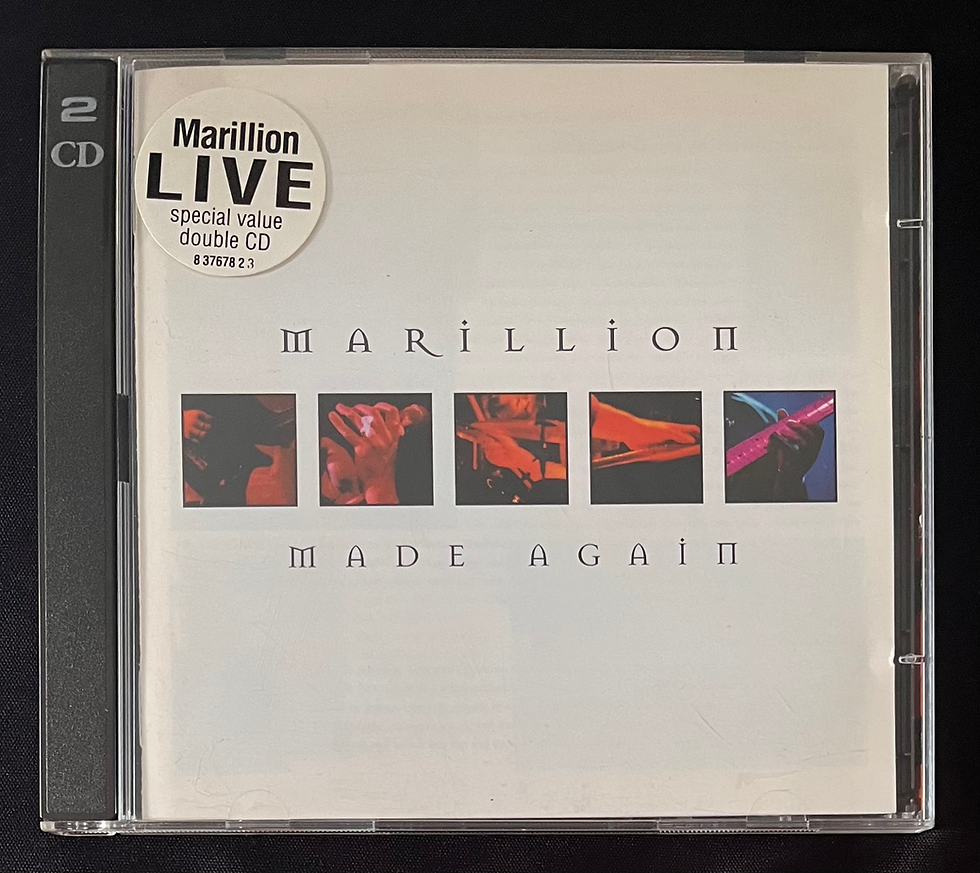 2
CD
Marillion
LIVE
special value
double CD
8 37678 2 3
MARiLLiON
MADE AGAiN